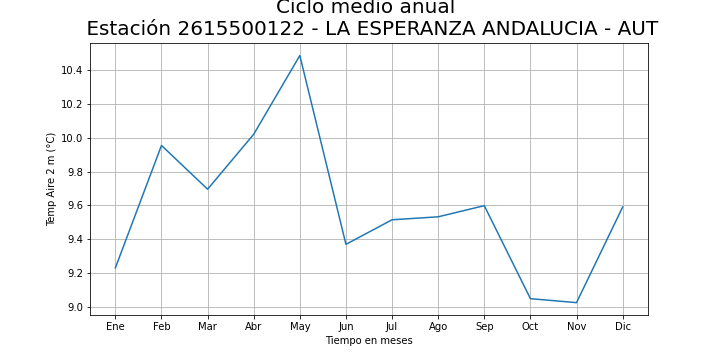 Ciclo medio anual
Estación 2615500122 - LA ESPERANZA ANDALUCIA - AUT
Temp Aire 2 m (°C)
10.4
10.2
10.0
9.8
9.6
9.4
9.2
9.0
Ene Feb Mar Abr May Jun Jul Ago Sep Oct Nov Dic
Tiempo en meses